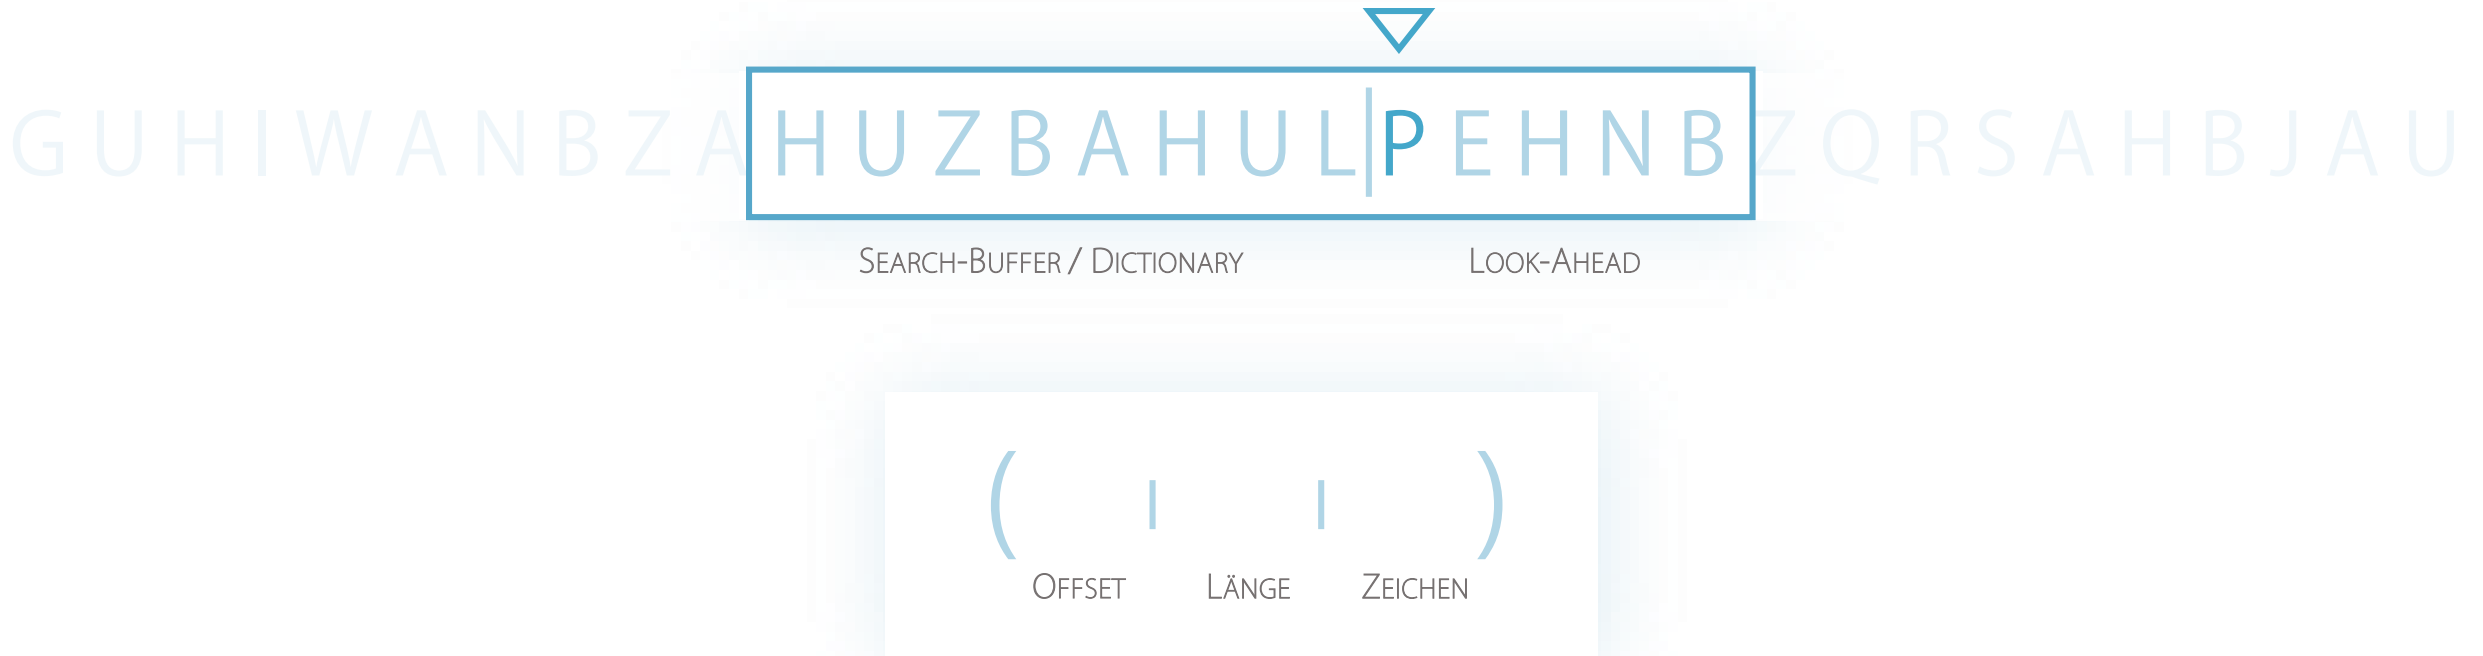 G U H I W A N B Z A H U Z B A H U L | P E H N B Z Q R S A H B J A U
SEARCH-BUFFER / DICTIONARY LOOK-AHEAD
( ı ı )
OFFSET LÄNGE ZEICHEN